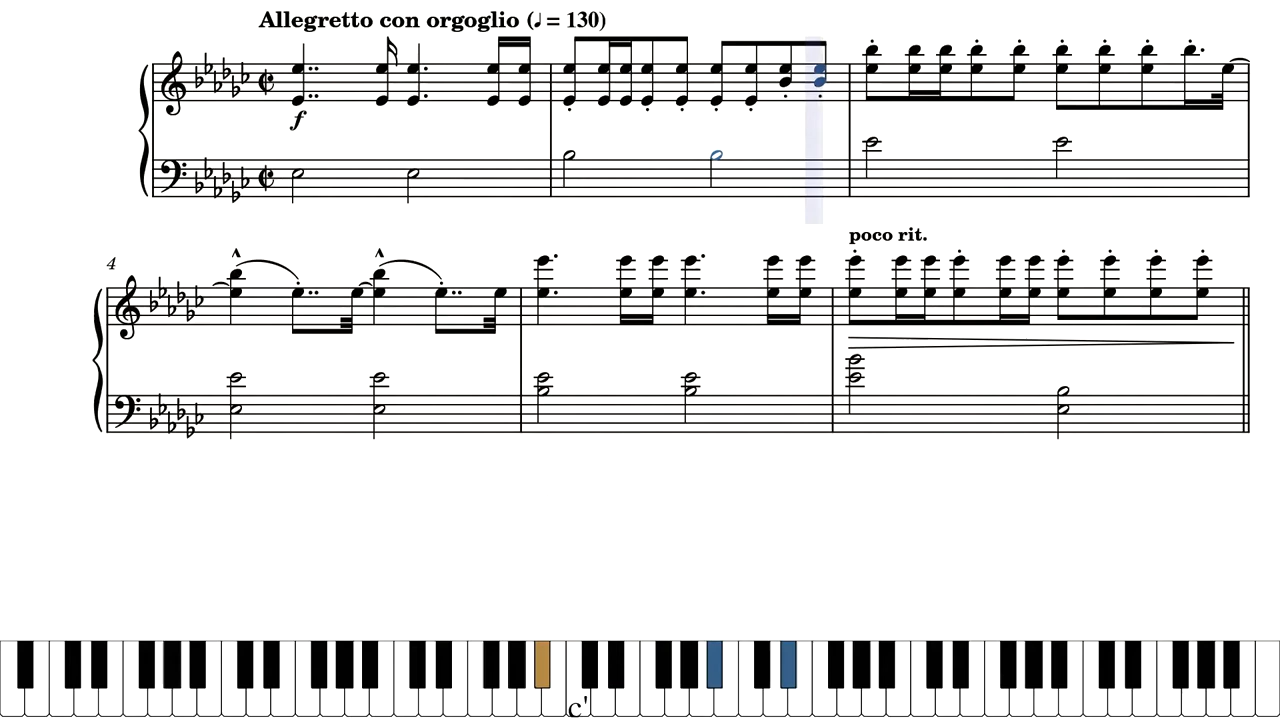 Allegretto con orgoglio (♩ = 130)
f
4
poco rit.
c'